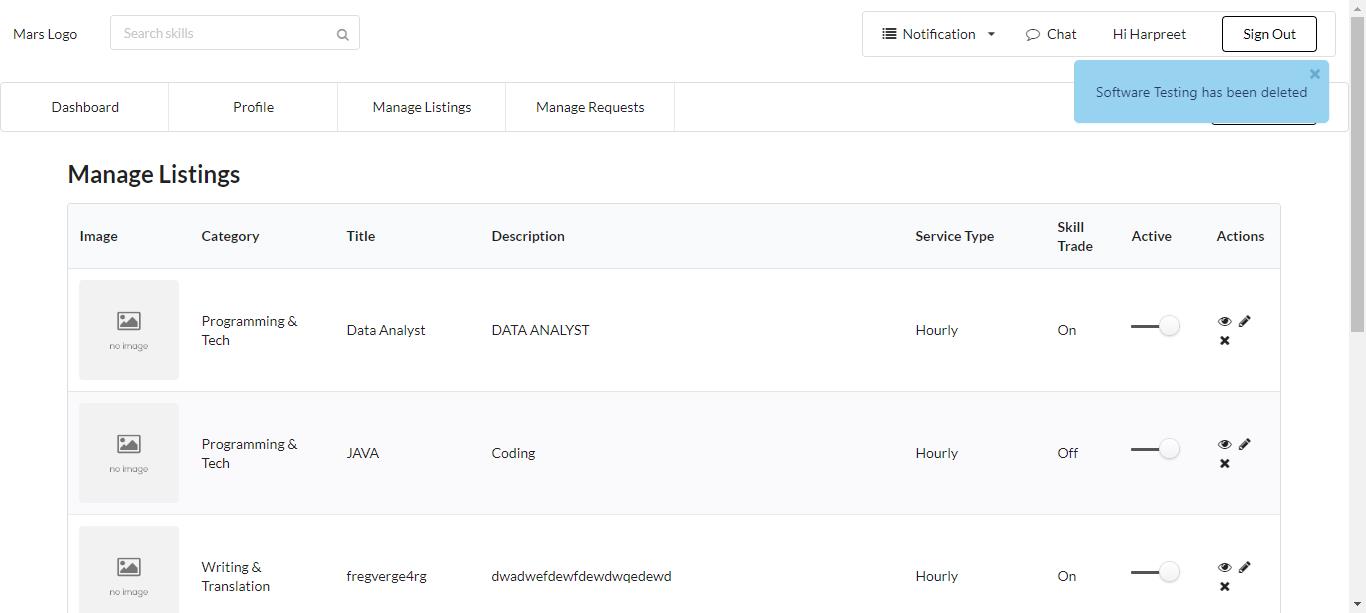 Mars Logo
Search skills
Notification
Chat
Hi Harpreet
Sign Out
Software Testing has been deleted
Dashboard
Profile
Manage Listings
Manage Requests
Manage Listings
Image
Category
Title
Description
Service Type
Skill
Trade
Active
Actions
no image
Programming &
Tech
Data Analyst
DATA ANALYST
Hourly
On
no image
Programming &
Tech
JAVA
Coding
Hourly
Off
no image
Writing &
Translation
fregverge4rg
dwadwefdewfdewdwqedewd
Hourly
On